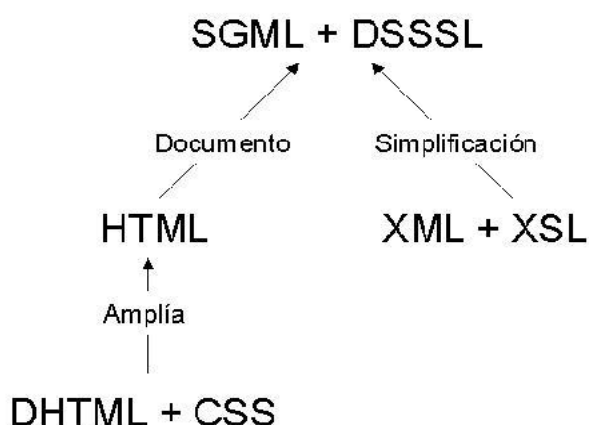 SGML + DSSSL
Documento
Simplificación
HTML
XML + XSL
Amplía
DHTML + CSS